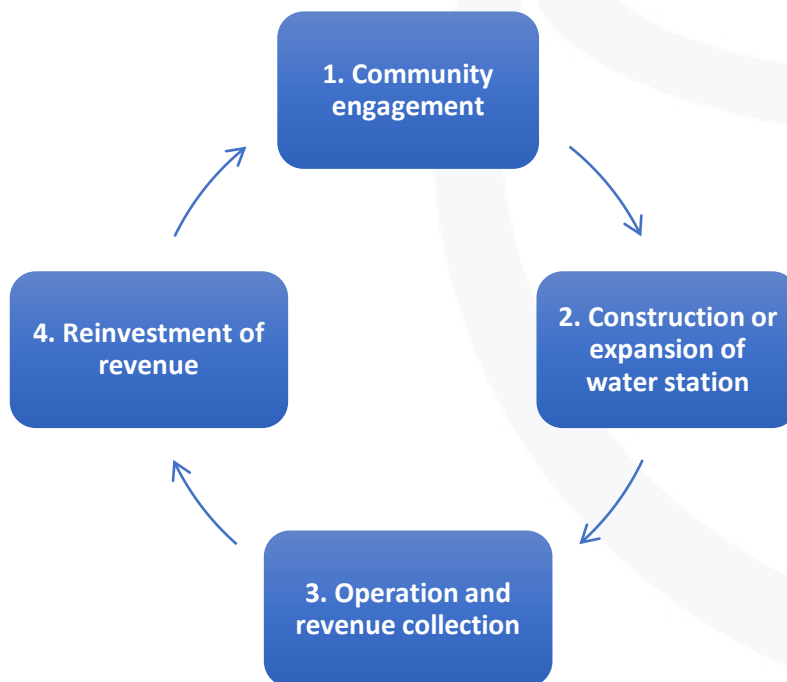 1. Community
engagement
2. Construction or
expansion of
water station
3. Operation and
revenue collection
4. Reinvestment of
revenue